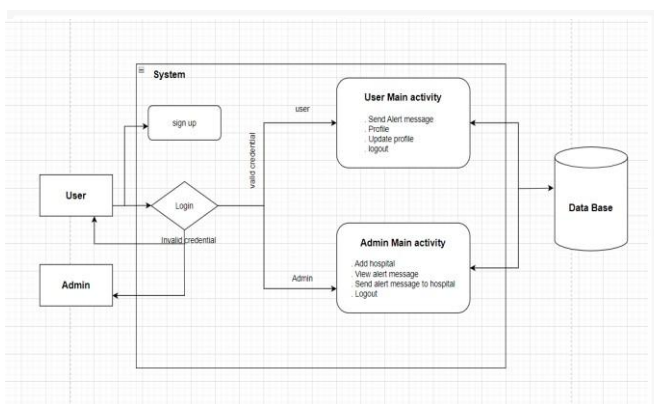 System
sign up
User
Login
Invalid credential
Admin
valid credential
user
Admin
User Main activity
. Send Alert message
. Profile
. Update profile
. logout
Admin Main activity
. Add hospital
. View alert message
. Send alert message to hospital
. Logout
Data Base